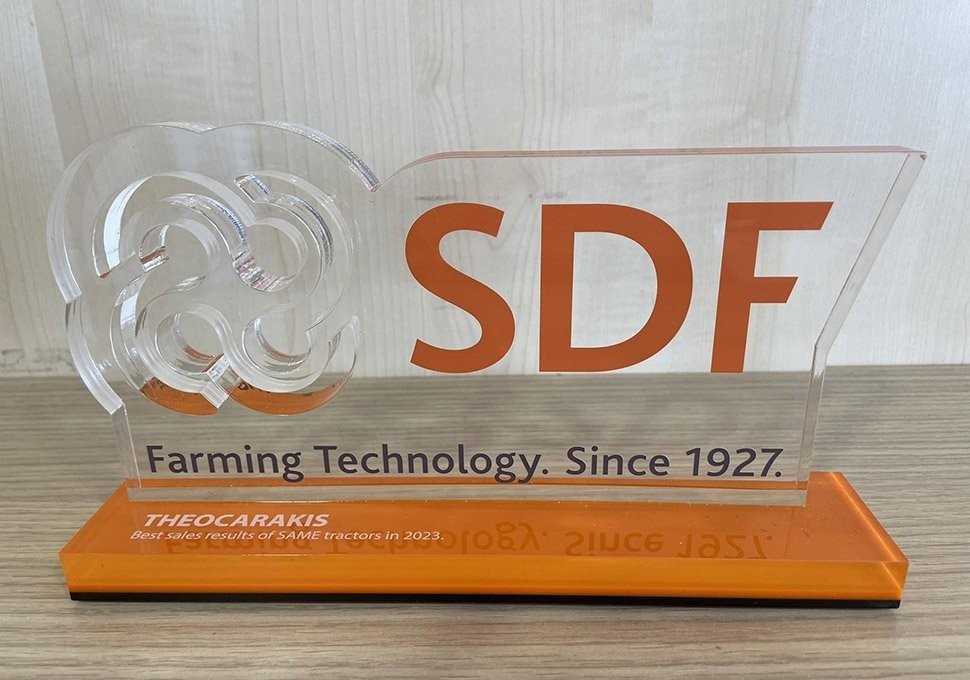 SDF
Farming Technology. Since 1927.
THEOCARAKIS
Best sales results of SAME tractors in 2023.